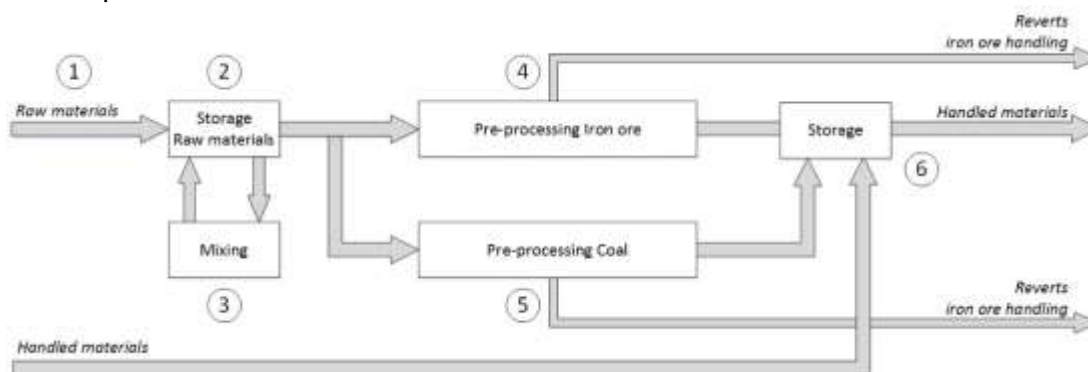 Reverts
iron ore handling
1
2
4
Raw materials
Storage
Raw materials
Pre-processing Iron ore
Storage
Handled materials
6
Mixing
Pre-processing Coal
3
5
Reverts
iron ore handling
Handled materials